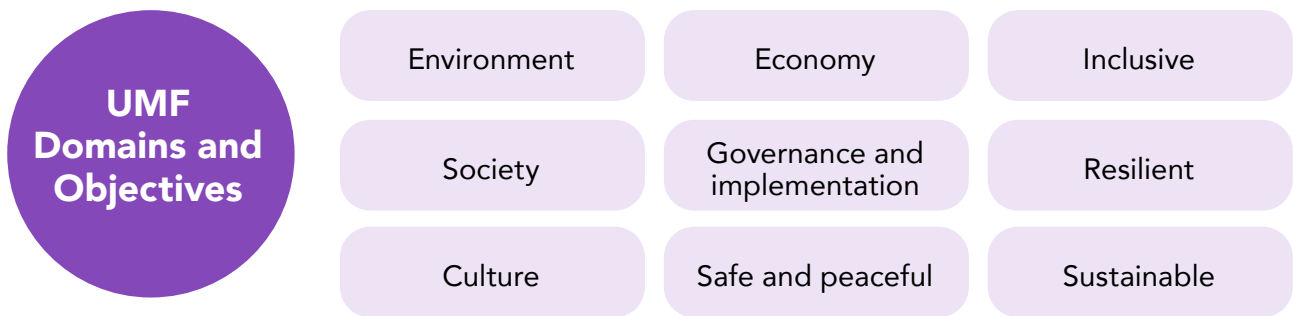 UMF
Domains and
Objectives
Environment
Economy
Inclusive
Society
Governance and
implementation
Resilient
Culture
Safe and peaceful
Sustainable